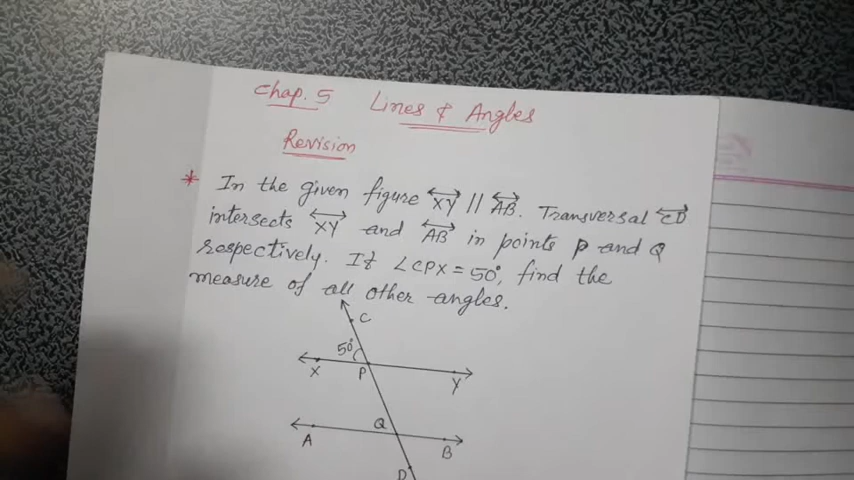 Chap. 5 Lines & Angles
Revision
* In the given figure XY // AB. Transversal CD
intersects XY and AB in points P and Q
respectively. If ∠CPX = 50°, find the
measure of all other angles.
C
50°
X P Y
Q
A B
D